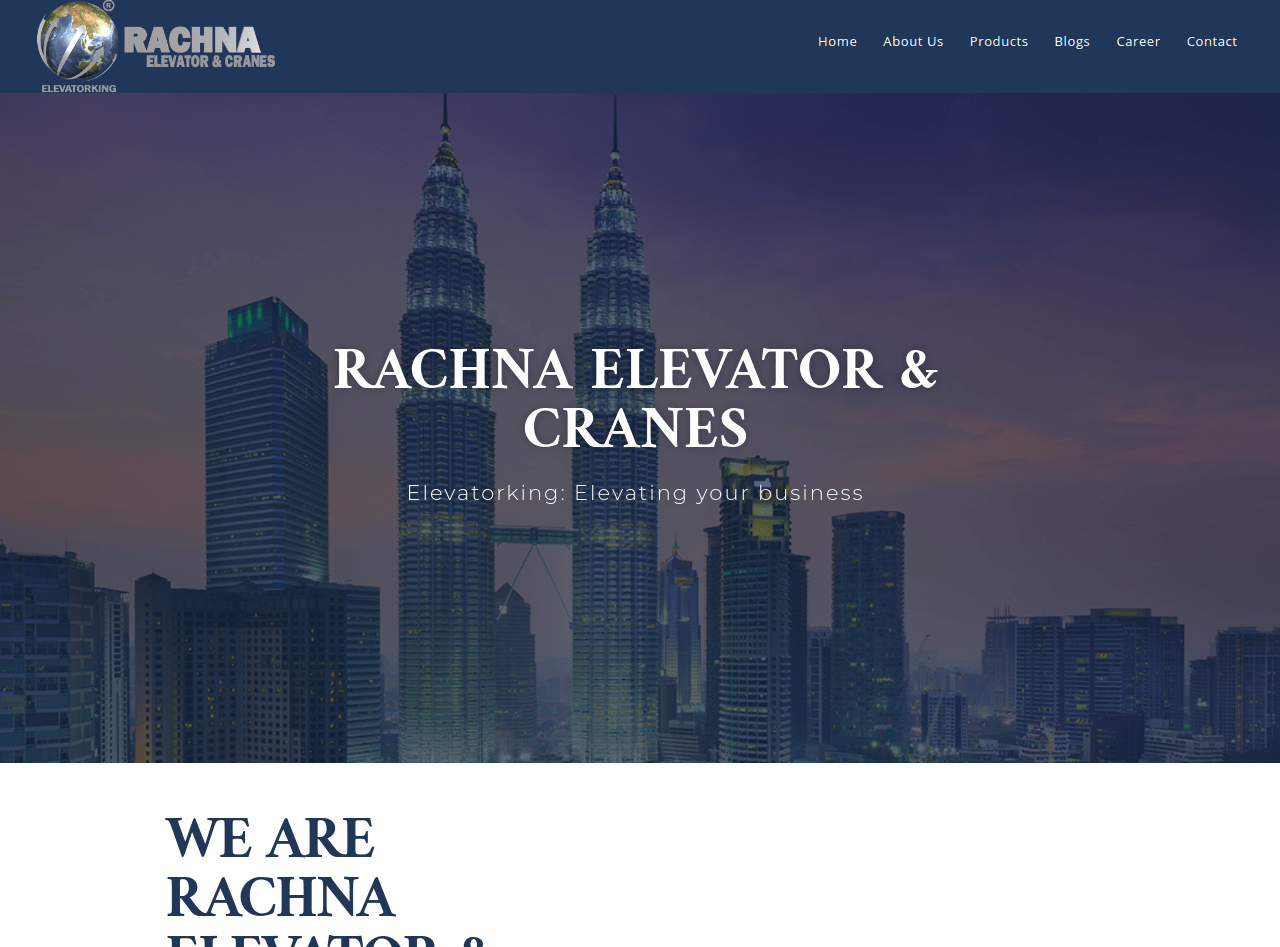 ®
RACHNA
ELEVATOR & CRANES
ELEVATORKING
Home About Us Products Blogs Career Contact
RACHNA ELEVATOR &
CRANES
Elevatorking: Elevating your business
WE ARE
RACHNA
ELEVATOR &